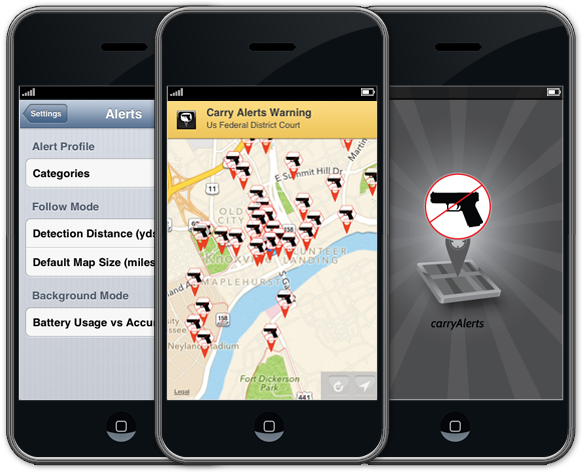 Settings
Alerts
Alert Profile
Categories
Follow Mode
Detection Distance (yds
Default Map Size (miles
Background Mode
Battery Usage vs Accu
Carry Alerts Warning
Us Federal District Court
Martin
E Summit Hill Dr
11
OLD
CITY
158
Knoxv
VOLUNTEER
LANDING
MAPLEHURST
S Ga
158
Neyland Stadium
Fort Dickerson
Park
441
Legal
carryAlerts